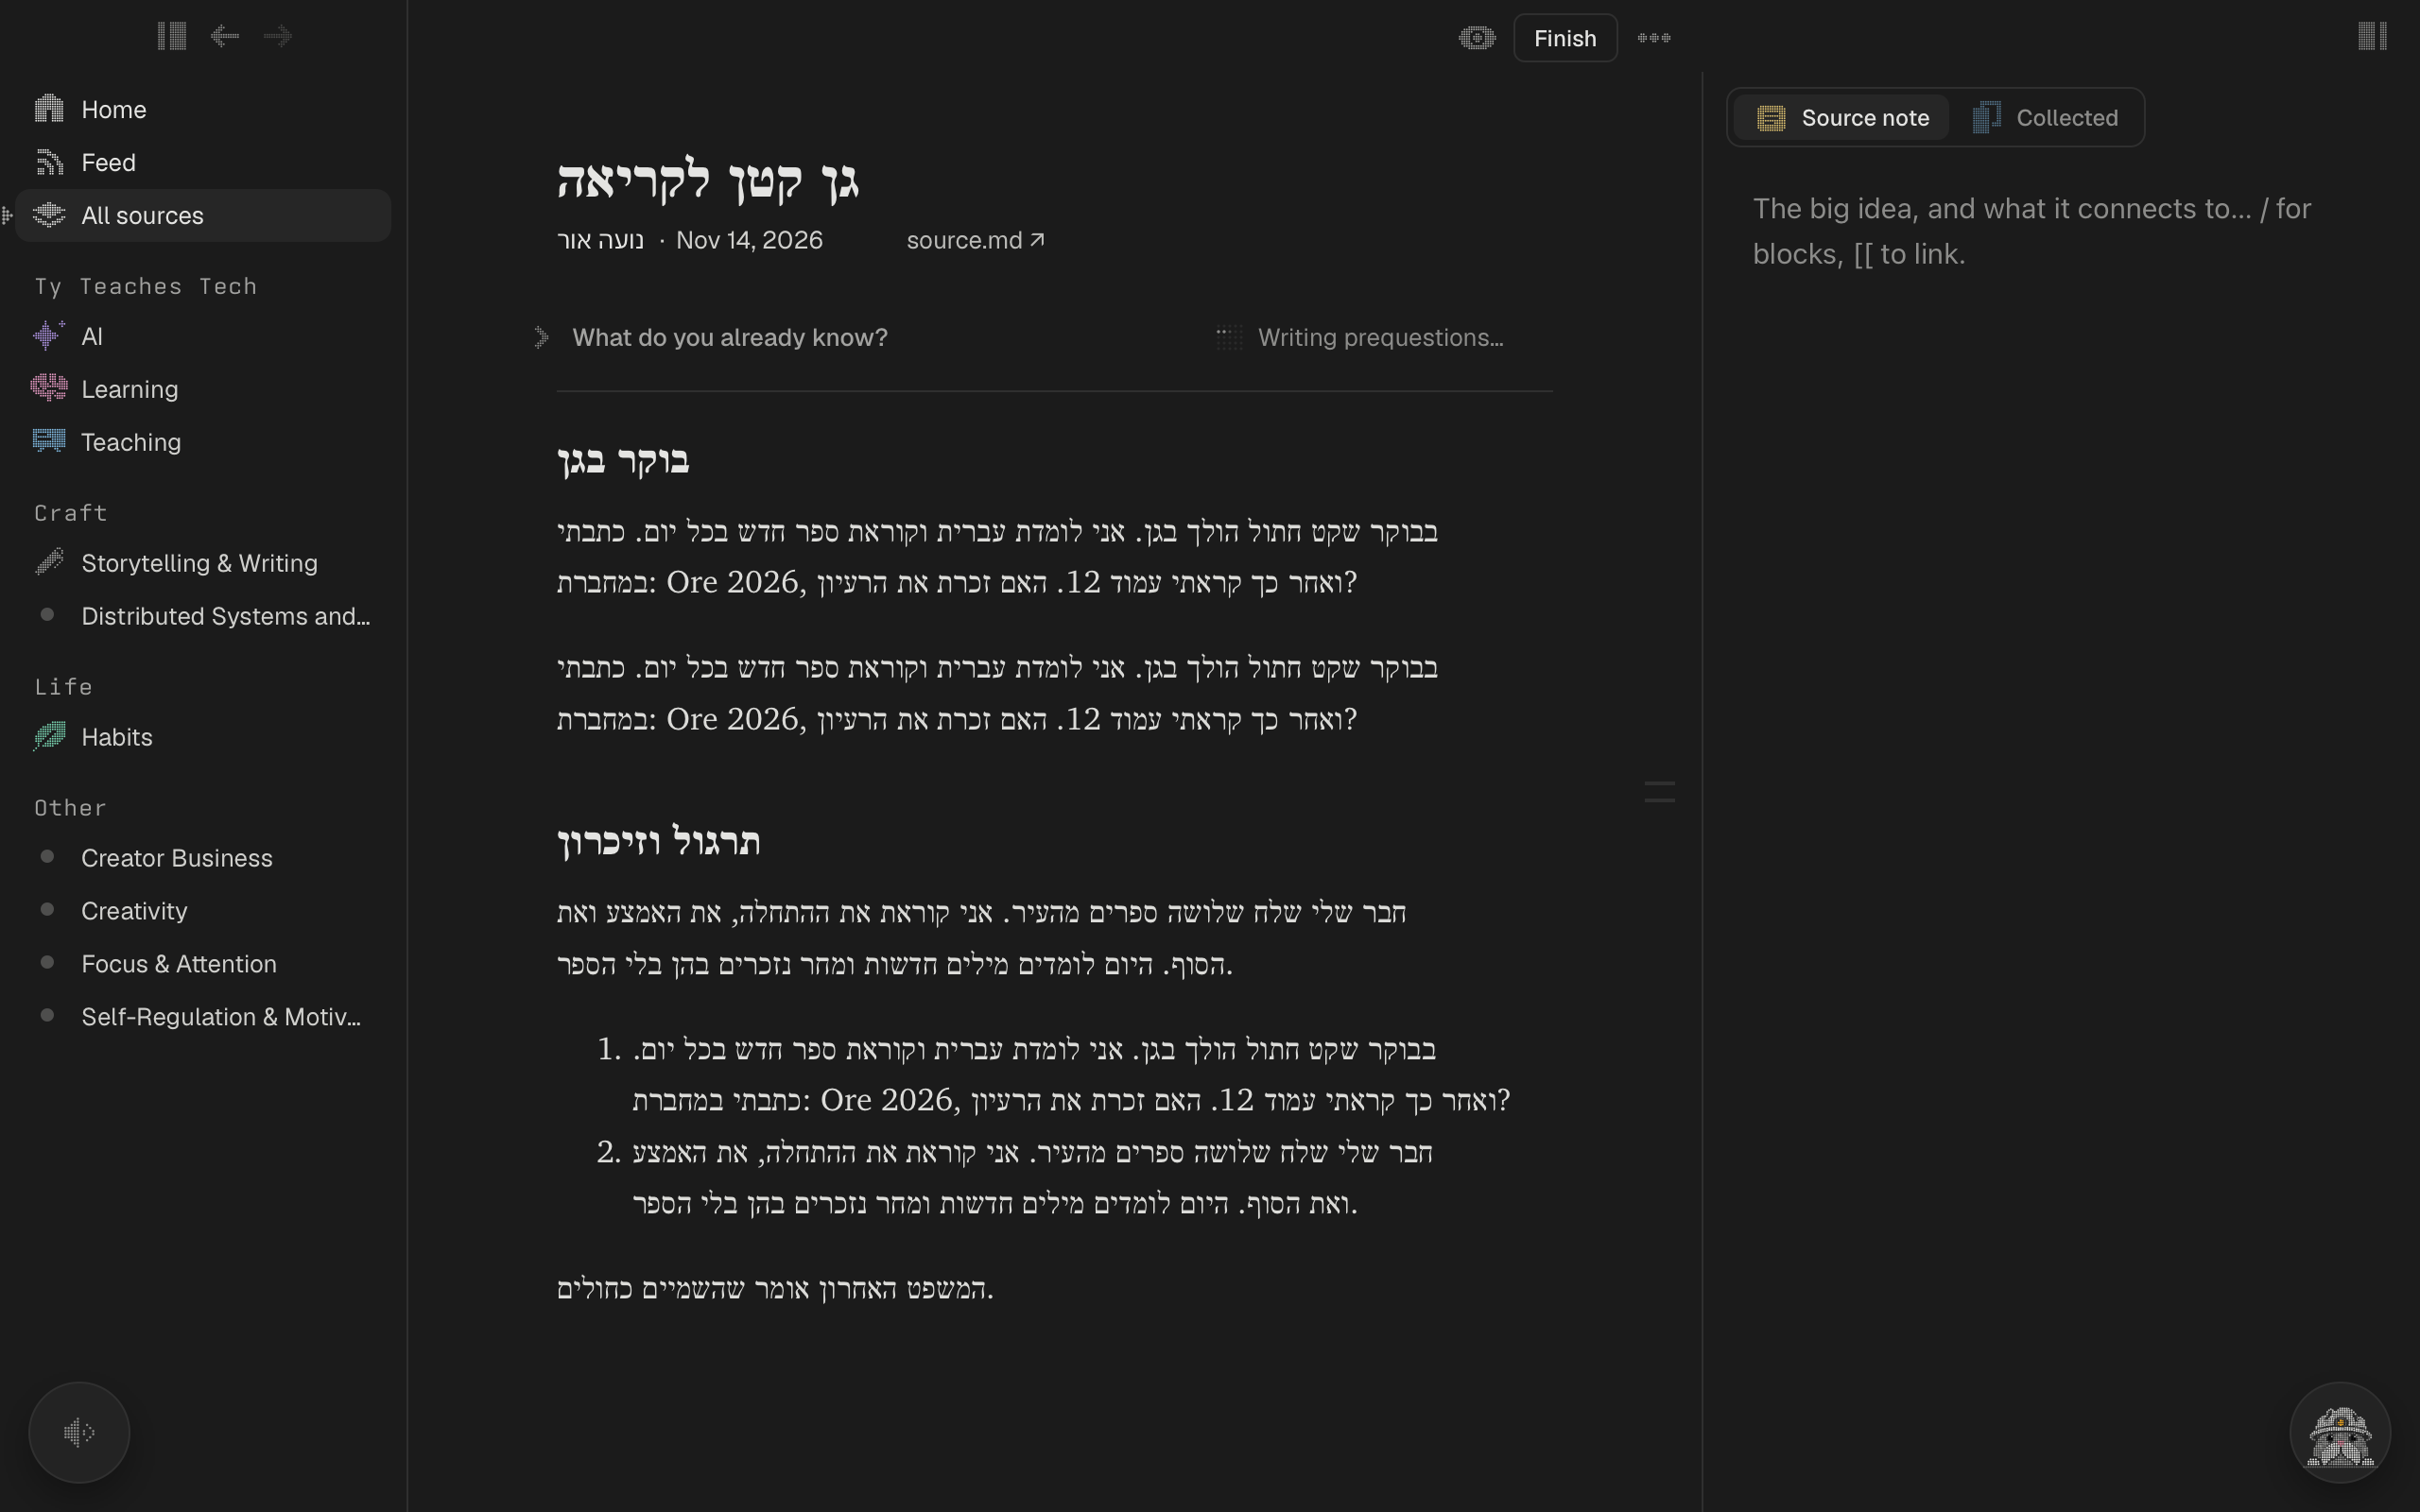 Finish
Home
Feed
All sources
Ty Teaches Tech
AI
Learning
Teaching
Craft
Storytelling & Writing
Distributed Systems and...
Life
Habits
Other
Creator Business
Creativity
Focus & Attention
Self-Regulation & Motiv...
גן קטן לקריאה
נועה אור · Nov 14, 2026 source.md ↗
What do you already know? Writing prequestions...
בוקר בגן
בבוקר שקט חתול הולך בגן. אני לומדת עברית וקוראת ספר חדש בכל יום. כתבתי
במחברת: Ore 2026, ואחר כך קראתי עמוד 12. האם זכרת את הרעיון?
בבוקר שקט חתול הולך בגן. אני לומדת עברית וקוראת ספר חדש בכל יום. כתבתי
במחברת: Ore 2026, ואחר כך קראתי עמוד 12. האם זכרת את הרעיון?
תרגול וזיכרון
חבר שלי שלח שלושה ספרים מהעיר. אני קוראת את ההתחלה, את האמצע ואת
הסוף. היום לומדים מילים חדשות ומחר נזכרים בהן בלי הספר.
1. בבוקר שקט חתול הולך בגן. אני לומדת עברית וקוראת ספר חדש בכל יום.
כתבתי במחברת: Ore 2026, ואחר כך קראתי עמוד 12. האם זכרת את הרעיון?
2. חבר שלי שלח שלושה ספרים מהעיר. אני קוראת את ההתחלה, את האמצע
ואת הסוף. היום לומדים מילים חדשות ומחר נזכרים בהן בלי הספר.
המשפט האחרון אומר שהשמיים כחולים.
Source note Collected
The big idea, and what it connects to... / for
blocks, [[ to link.